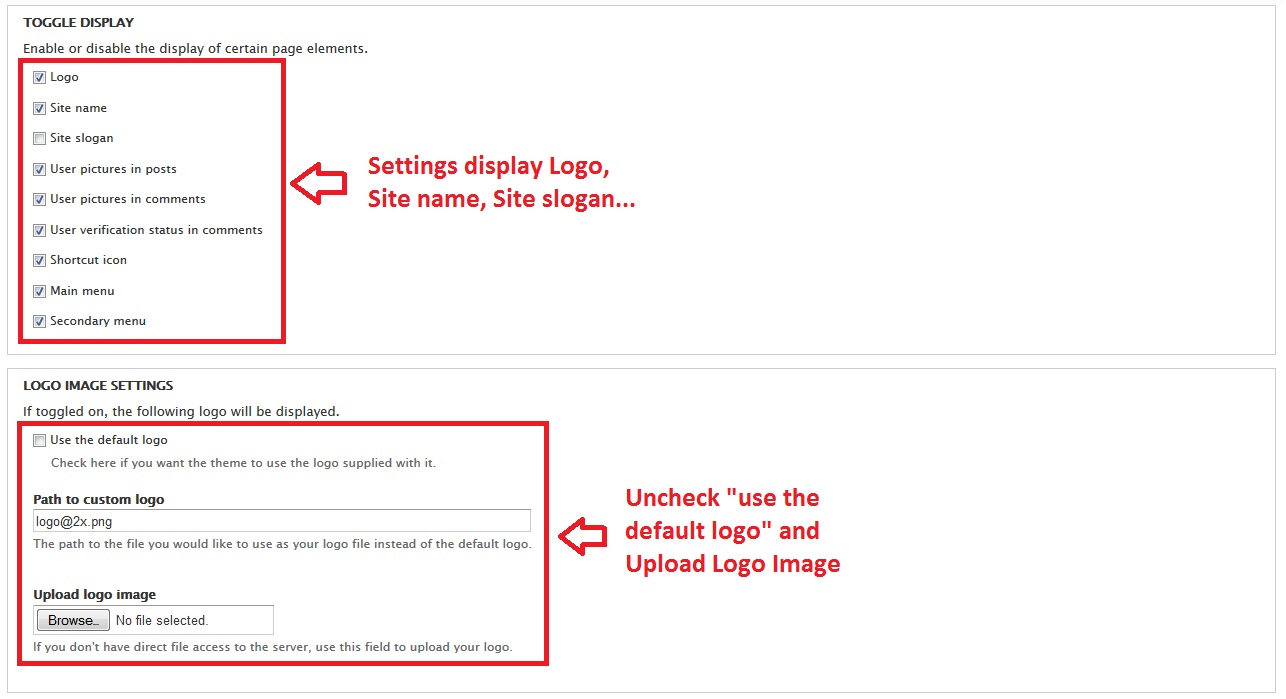 TOGGLE DISPLAY
Enable or disable the display of certain page elements.
Logo
Site name
Site slogan
User pictures in posts
User pictures in comments
User verification status in comments
Shortcut icon
Main menu
Secondary menu
Settings display Logo,
Site name, Site slogan...
LOGO IMAGE SETTINGS
If toggled on, the following logo will be displayed.
Use the default logo
Check here if you want the theme to use the logo supplied with it.
Path to custom logo
logo@2x.png
The path to the file you would like to use as your logo file instead of the default logo.
Upload logo image
Browse... No file selected.
If you don't have direct file access to the server, use this field to upload your logo.
Uncheck "use the
default logo" and
Upload Logo Image